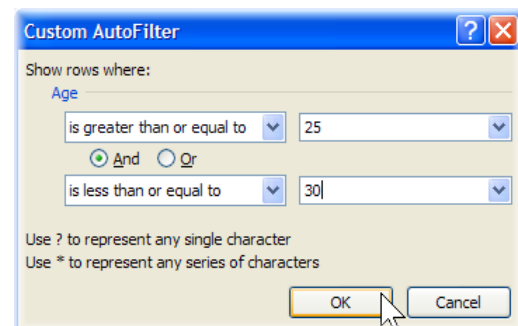 Custom AutoFilter ?
Show rows where:
Age
is greater than or equal to 25
And Or
is less than or equal to 30
Use ? to represent any single character
Use * to represent any series of characters
OK Cancel